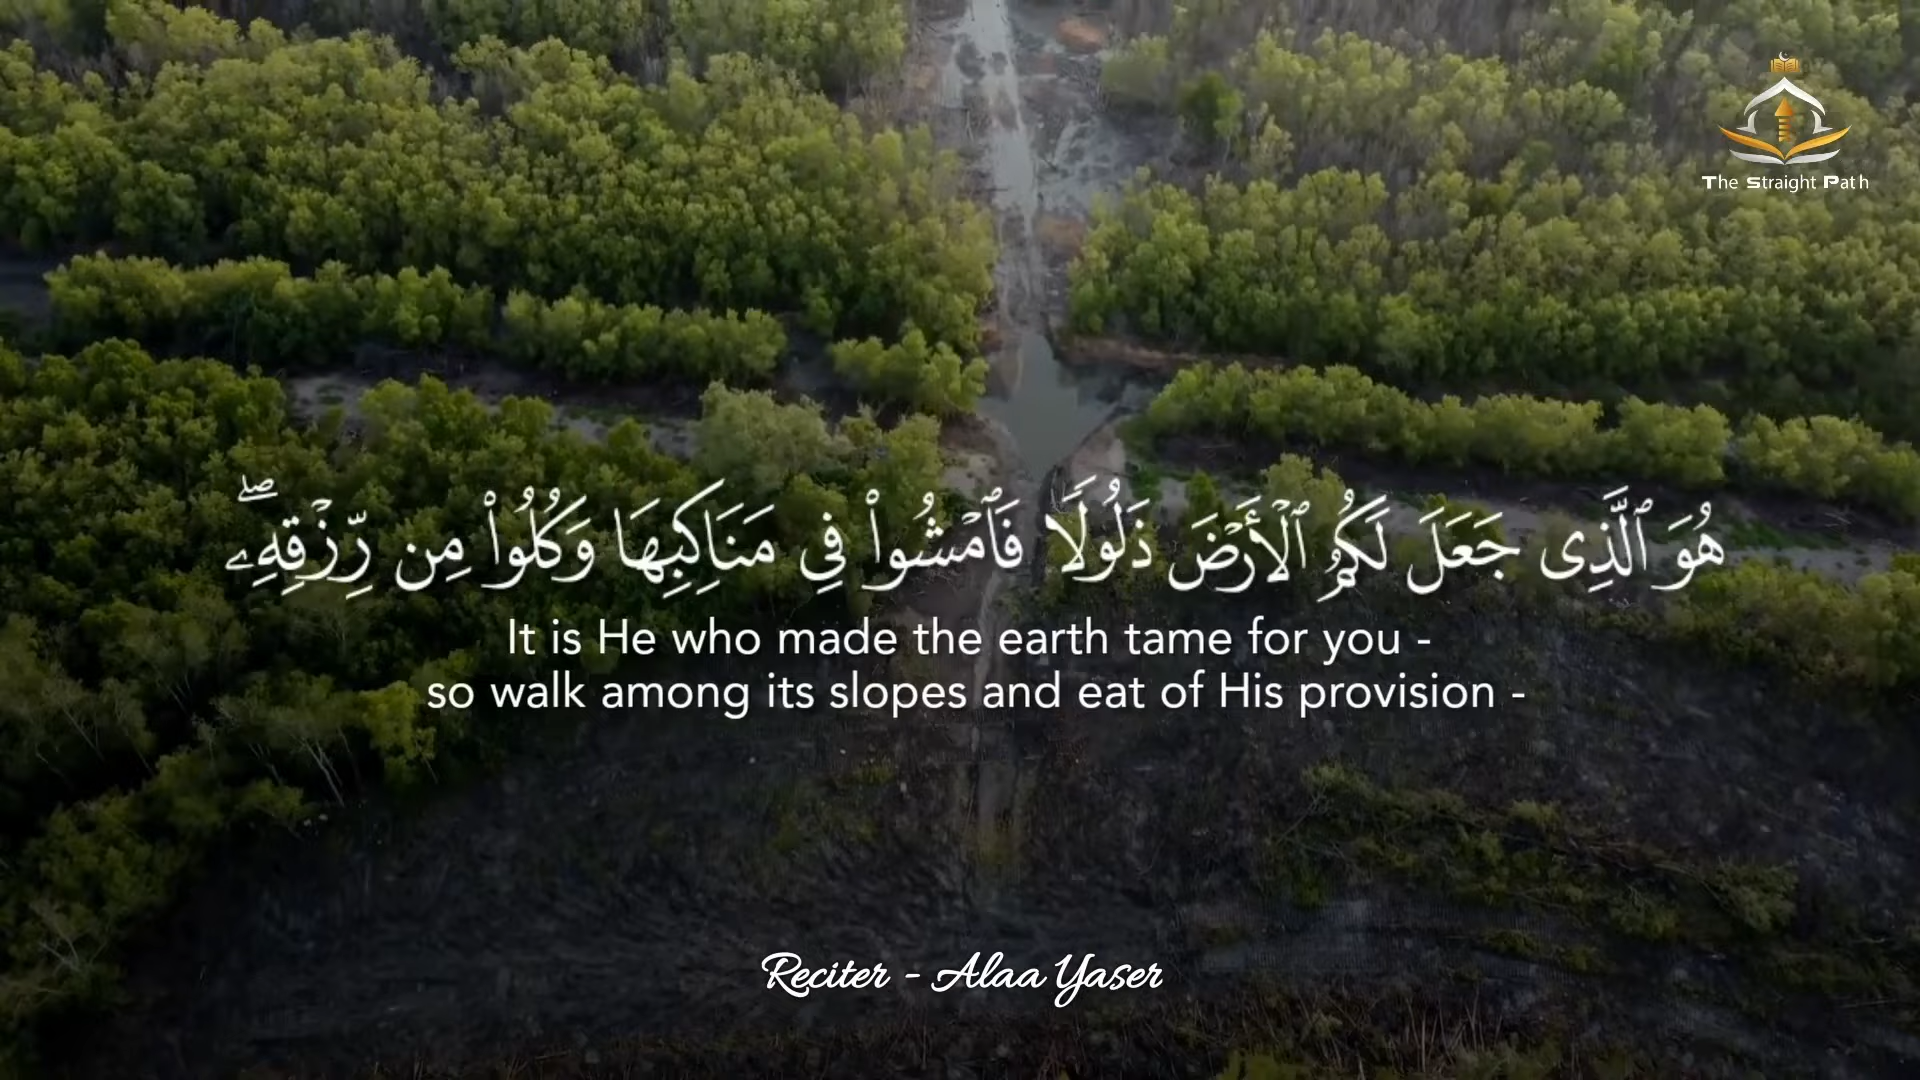 The Straight Path
هُوَ ٱلَّذِى جَعَلَ لَكُمُ ٱلْأَرْضَ ذَلُولًا فَٱمْشُوا۟ فِى مَنَاكِبِهَا وَكُلُوا۟ مِن رِّزْقِهِۦ ۖ
It is He who made the earth tame for you -
so walk among its slopes and eat of His provision -
Reciter - Alaa Yaser